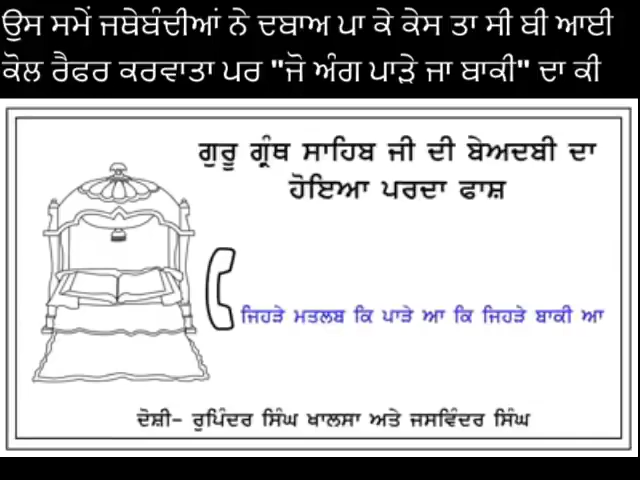 ਉਸ ਸਮੇਂ ਜਥੇਬੰਦੀਆਂ ਨੇ ਦਬਾਅ ਪਾ ਕੇ ਕੇਸ ਤਾ ਸੀ ਬੀ ਆਈ
ਕੋਲ ਰੈਫਰ ਕਰਵਾਤਾ ਪਰ "ਜੋ ਅੰਗ ਪਾੜੇ ਜਾ ਬਾਕੀ" ਦਾ ਕੀ
ਗੁਰੂ ਗ੍ਰੰਥ ਸਾਹਿਬ ਜੀ ਦੀ ਬੇਅਦਬੀ ਦਾ
ਹੋਇਆ ਪਰਦਾ ਫਾਸ਼
ਜਿਹੜੇ ਮਤਲਬ ਕਿ ਪਾੜੇ ਆ ਕਿ ਜਿਹੜੇ ਬਾਕੀ ਆ
ਦੋਸ਼ੀ- ਰੁਪਿੰਦਰ ਸਿੰਘ ਖਾਲਸਾ ਅਤੇ ਜਸਵਿੰਦਰ ਸਿੰਘ